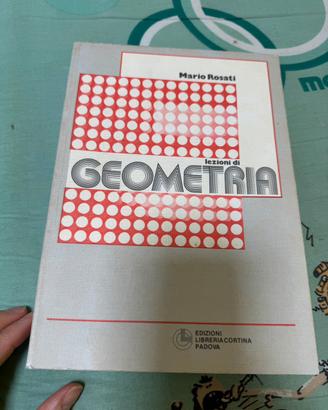 Mario Rosati
lezioni di
GEOMETRIA
EDIZIONI
LIBRERIA CORTINA
PADOVA